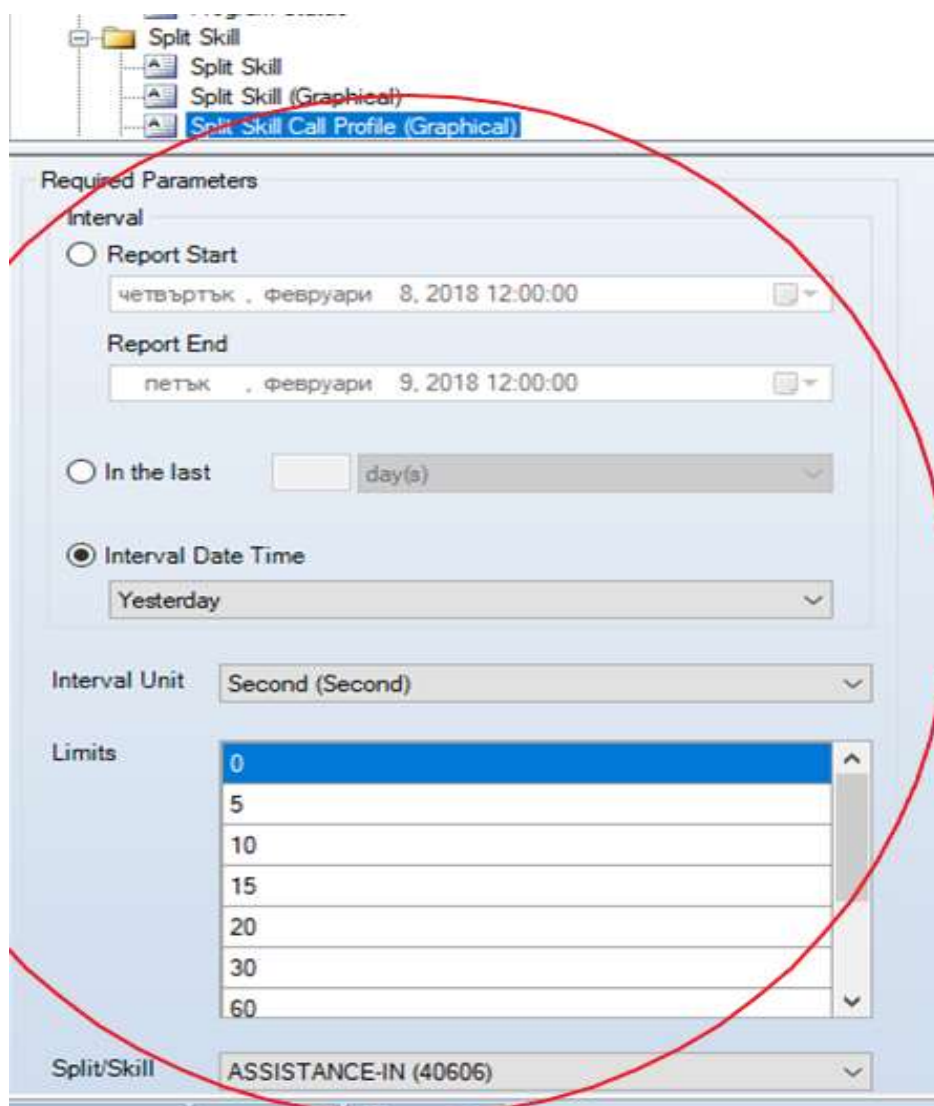 Split Skill
Split Skill
Split Skill (Graphical)
Split Skill Call Profile (Graphical)
Required Parameters
Interval
Report Start
четвъртък , февруари 8, 2018 12:00:00
Report End
петък , февруари 9, 2018 12:00:00
In the last day(s)
Interval Date Time
Yesterday
Interval Unit Second (Second)
Limits
0
5
10
15
20
30
60
Split/Skill ASSISTANCE-IN (40606)